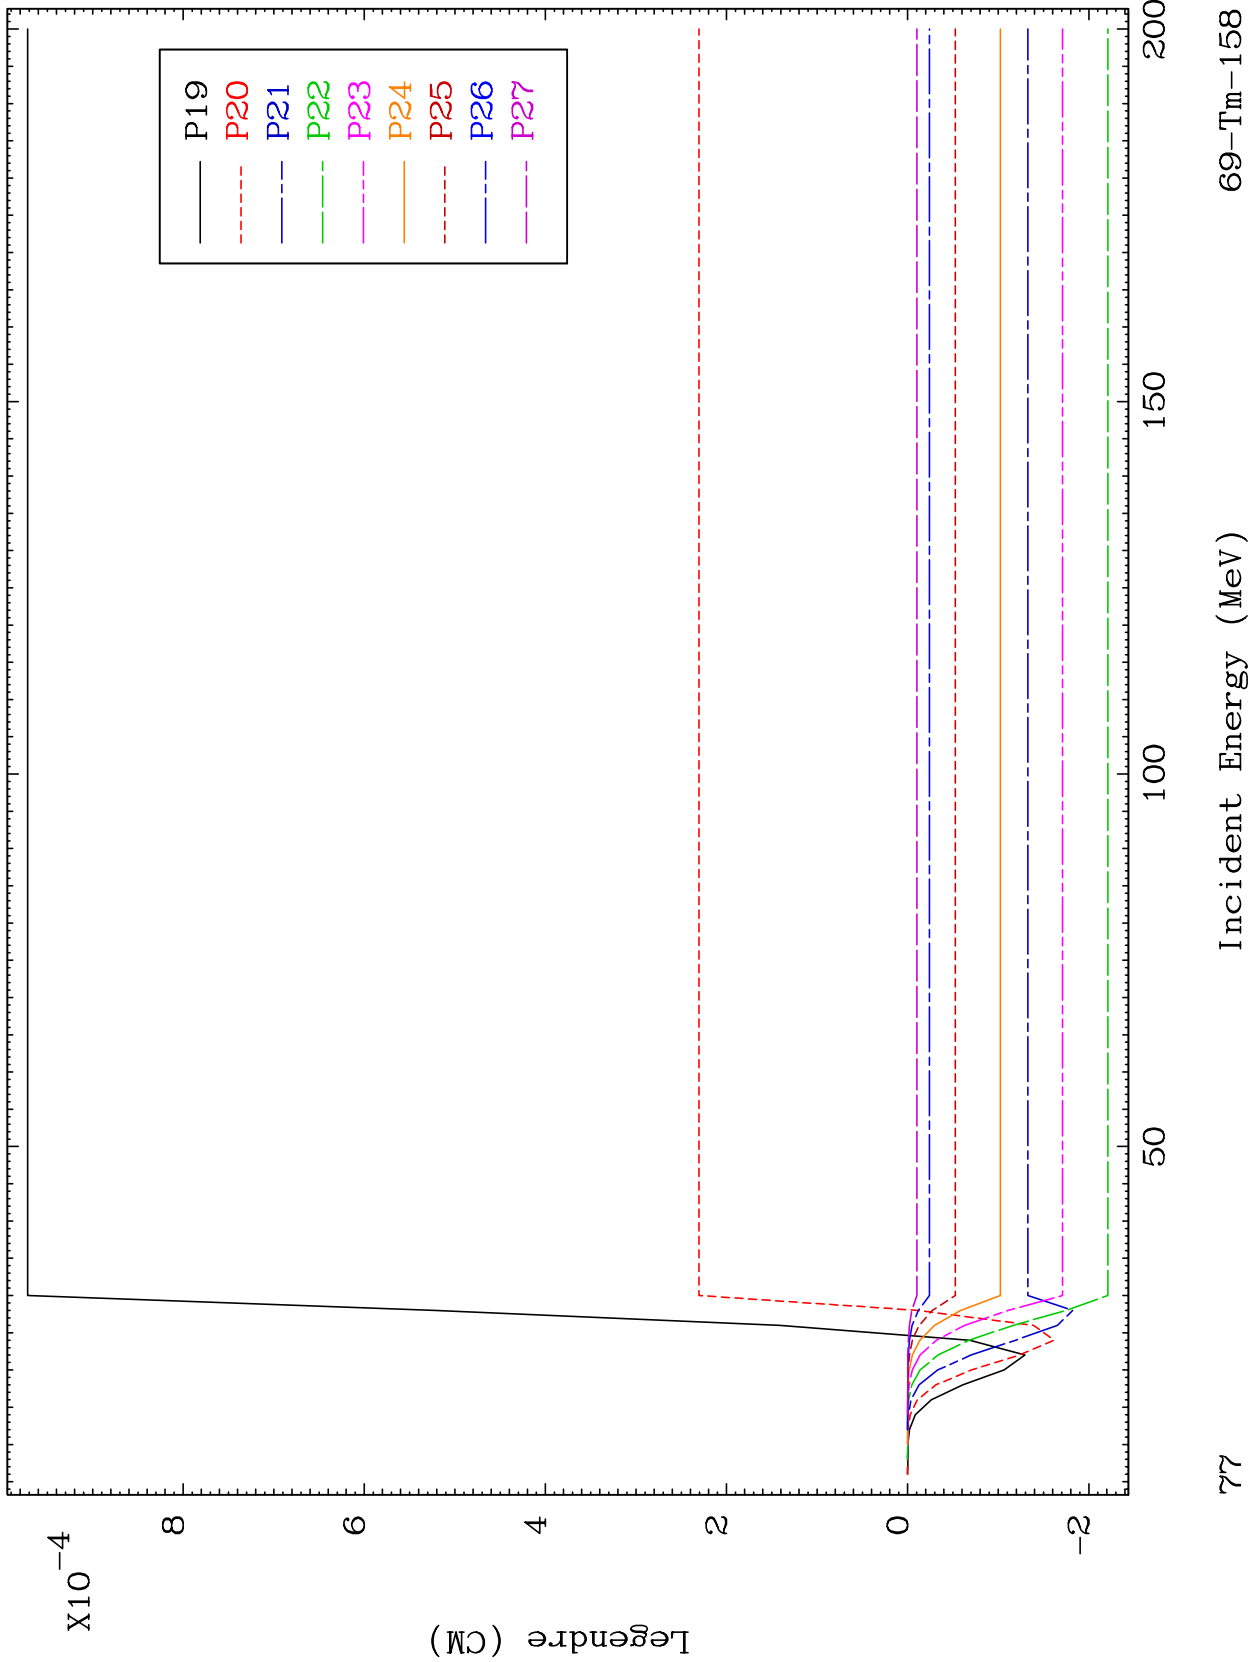 X10-4
8
6
4
2
0
-2
Legendre (CM)
P19
P20
P21
P22
P23
P24
P25
P26
P27
50
100
150
200
Incident Energy (MeV)
77
69-Tm-158